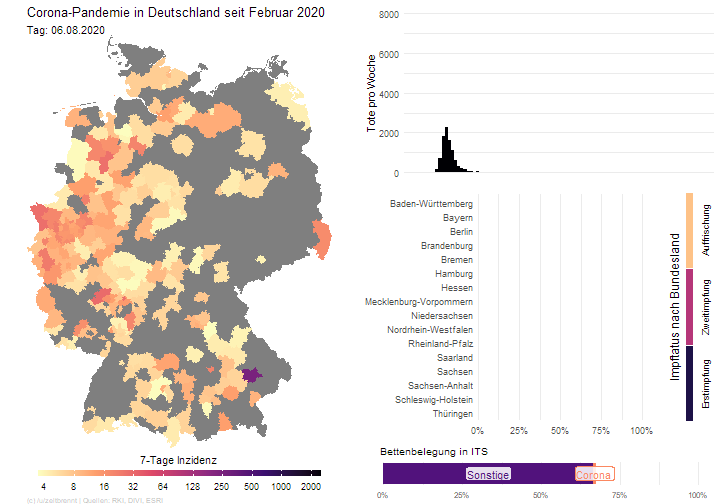 Corona-Pandemie in Deutschland seit Februar 2020
Tag: 06.08.2020
7-Tage Inzidenz
4 8 16 32 64 128 250 500 1000 2000
8000
6000
4000
2000
0
Tote pro Woche
Baden-Württemberg
Bayern
Berlin
Brandenburg
Bremen
Hamburg
Hessen
Mecklenburg-Vorpommern
Niedersachsen
Nordrhein-Westfalen
Rheinland-Pfalz
Saarland
Sachsen
Sachsen-Anhalt
Schleswig-Holstein
Thüringen
0% 25% 50% 75% 100%
Impfstatus nach Bundesland
Auffrischung
Zweitimpfung
Erstimpfung
Bettenbelegung in ITS
Sonstige Corona
0% 25% 50% 75% 100%
| Quellen: RKI, DIVI, ESRI